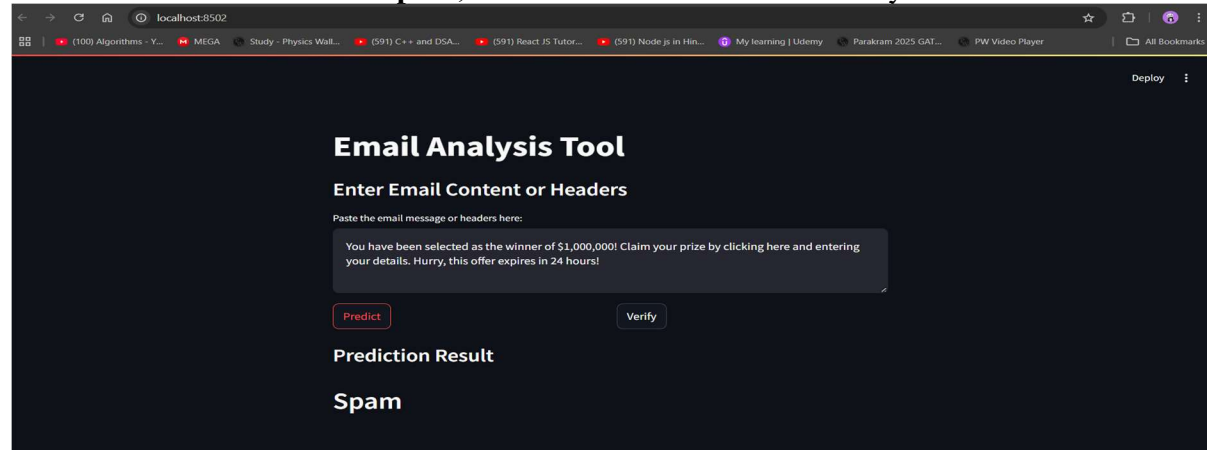 localhost:8502
(100) Algorithms - Y... MEGA Study - Physics Wall... (591) C++ and DSA... (591) React JS Tutor... (591) Node js in Hin... My learning | Udemy Parakram 2025 GAT... PW Video Player All Bookmarks
Deploy
Email Analysis Tool
Enter Email Content or Headers
Paste the email message or headers here:
You have been selected as the winner of $1,000,000! Claim your prize by clicking here and entering
your details. Hurry, this offer expires in 24 hours!
Predict Verify
Prediction Result
Spam